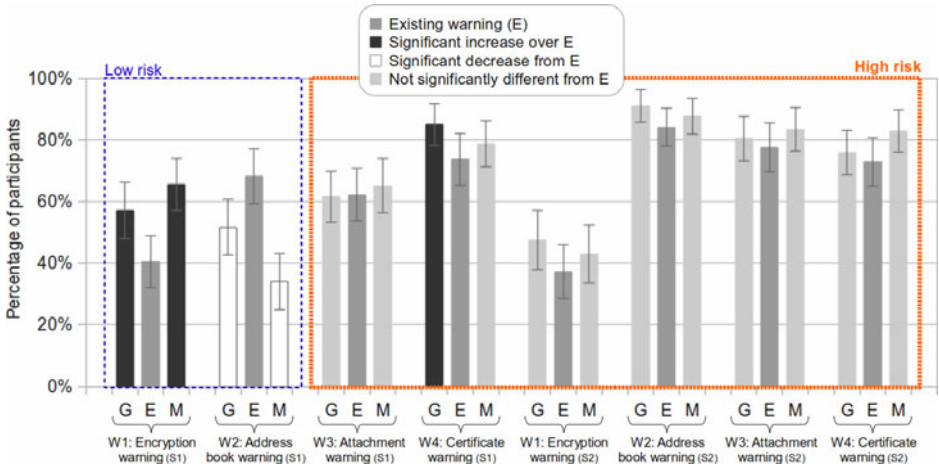 Existing warning (E)
Significant increase over E
Significant decrease from E
Not significantly different from E
Low risk
High risk
Percentage of participants
100%
80%
60%
40%
20%
0%
G E M G E M G E M G E M G E M G E M G E M G E M
W1: Encryption
warning (S1)
W2: Address
book warning (S1)
W3: Attachment
warning (S1)
W4: Certificate
warning (S1)
W1: Encryption
warning (S2)
W2: Address
book warning (S2)
W3: Attachment
warning (S2)
W4: Certificate
warning (S2)